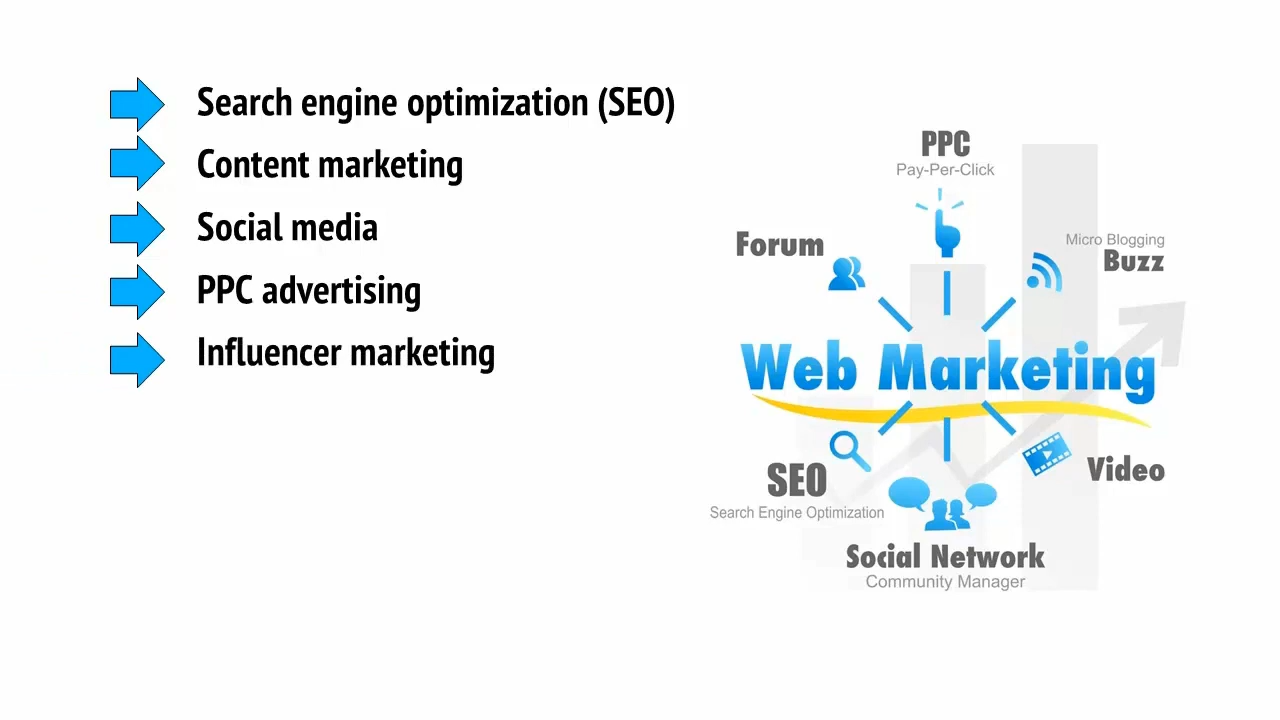 Search engine optimization (SEO)
Content marketing
Social media
PPC advertising
Influencer marketing
PPC
Pay-Per-Click
Forum
Micro Blogging
Buzz
Web Marketing
SEO
Search Engine Optimization
Video
Social Network
Community Manager